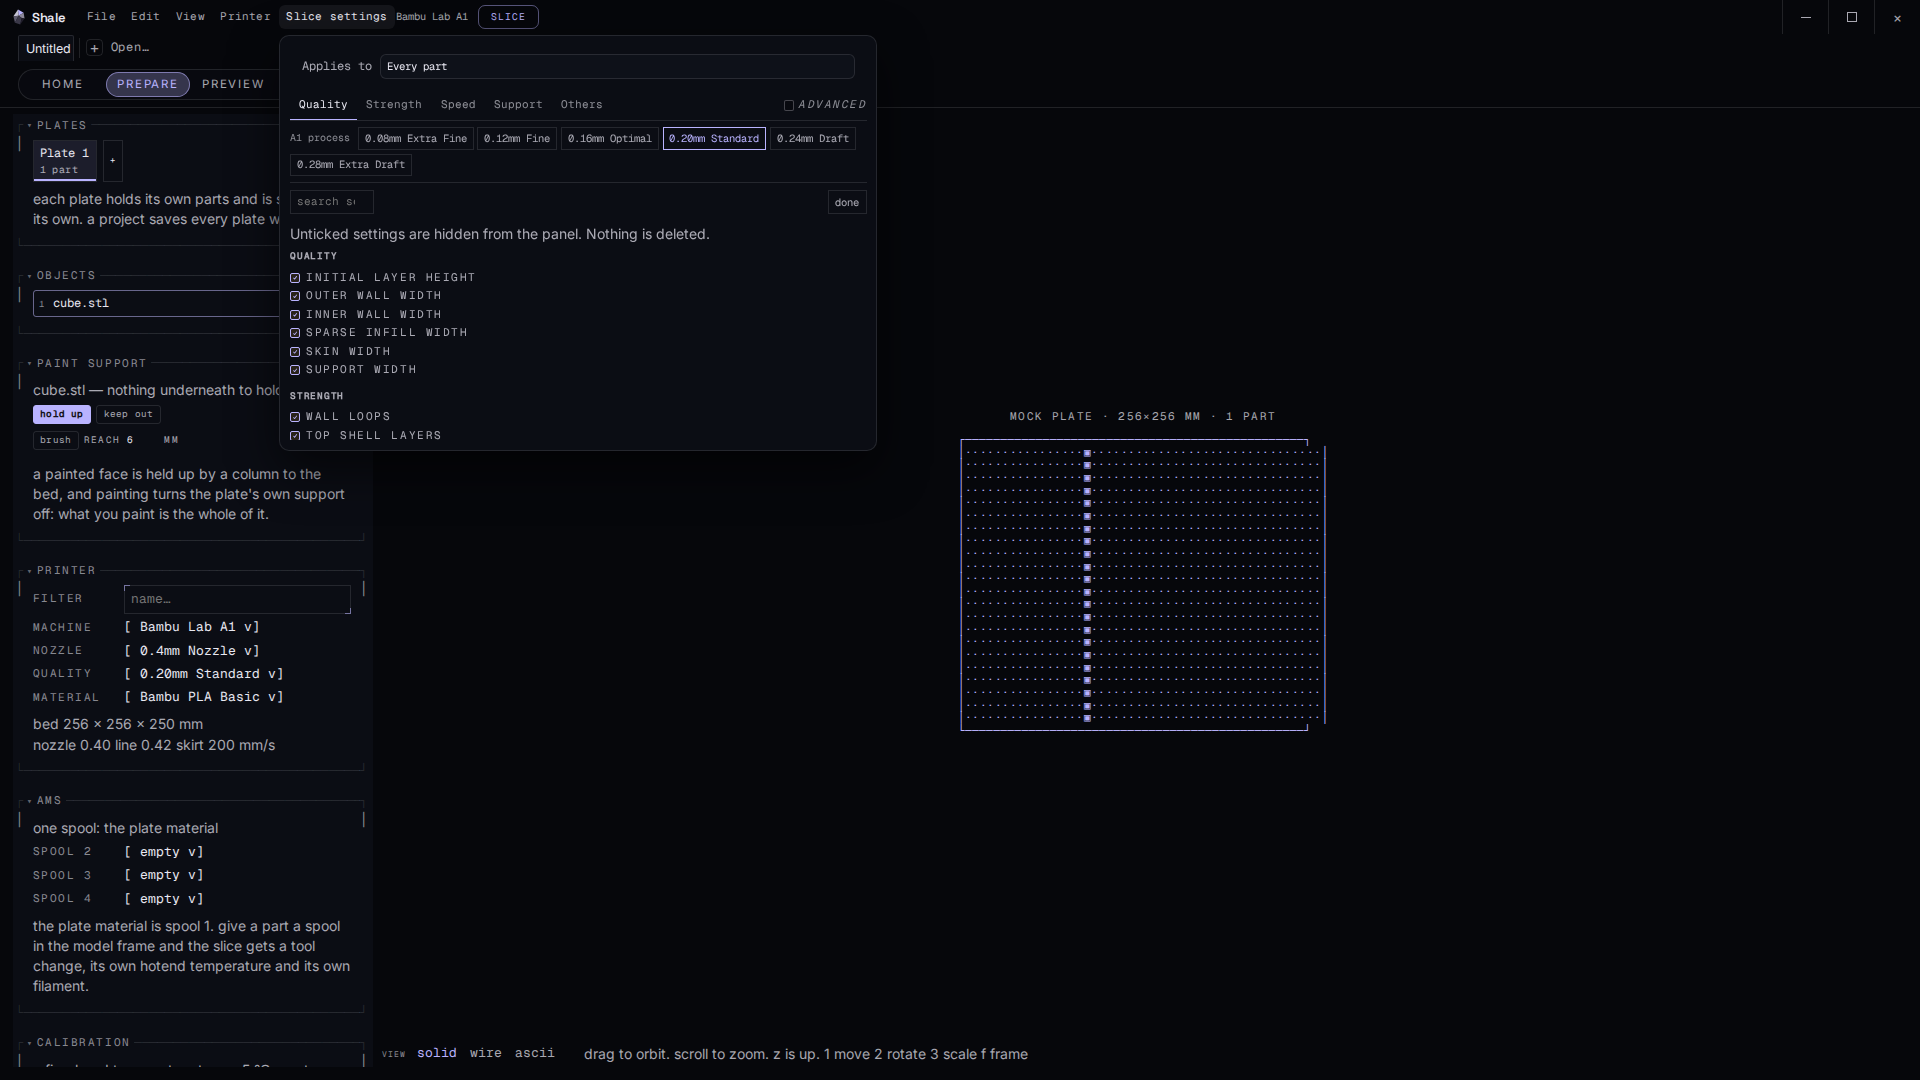 Shale File Edit View Printer Slice settings Bambu Lab A1 SLICE
Untitled + Open…
HOME PREPARE PREVIEW
Applies to Every part
Quality Strength Speed Support Others ADVANCED
A1 process 0.08mm Extra Fine 0.12mm Fine 0.16mm Optimal 0.20mm Standard 0.24mm Draft
0.28mm Extra Draft
done
Unticked settings are hidden from the panel. Nothing is deleted.
QUALITY
INITIAL LAYER HEIGHT
OUTER WALL WIDTH
INNER WALL WIDTH
SPARSE INFILL WIDTH
SKIN WIDTH
SUPPORT WIDTH
STRENGTH
WALL LOOPS
TOP SHELL LAYERS
PLATES
Plate 1
1 part
+
each plate holds its own parts and is
its own. a project saves every plate
OBJECTS
1 cube.stl
PAINT SUPPORT
cube.stl — nothing underneath to hold
hold up keep out
brush REACH 6 MM
a painted face is held up by a column to the
bed, and painting turns the plate's own support
off: what you paint is the whole of it.
PRINTER
FILTER name…
MACHINE [ Bambu Lab A1 v]
NOZZLE [ 0.4mm Nozzle v]
QUALITY [ 0.20mm Standard v]
MATERIAL [ Bambu PLA Basic v]
bed 256 × 256 × 250 mm
nozzle 0.40 line 0.42 skirt 200 mm/s
AMS
one spool: the plate material
SPOOL 2 [ empty v]
SPOOL 3 [ empty v]
SPOOL 4 [ empty v]
the plate material is spool 1. give a part a spool
in the model frame and the slice gets a tool
change, its own hotend temperature and its own
filament.
CALIBRATION
MOCK PLATE · 256×256 MM · 1 PART
VIEW solid wire ascii drag to orbit. scroll to zoom. z is up. 1 move 2 rotate 3 scale f frame